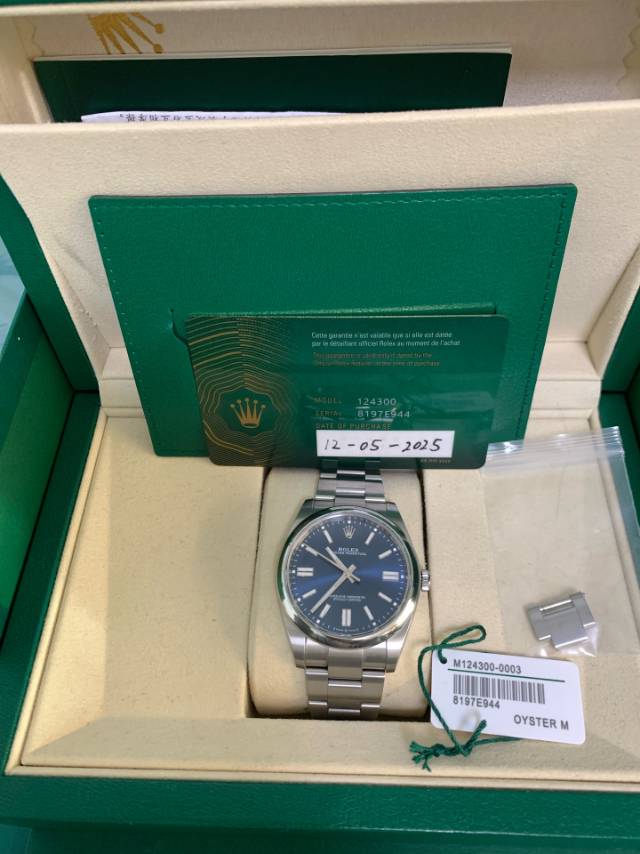 Cette garantie n'est valable que si elle est datée
par le détaillant officiel Rolex au moment de l'achat
This guarantee is valid only if dated by the
Official Rolex Retailer at the time of purchase
MODEL 124300
SERIAL 8197E944
DATE OF PURCHASE
12-05-2025
ROLEX
OYSTER PERPETUAL
M124300-0003
8197E944
OYSTER M